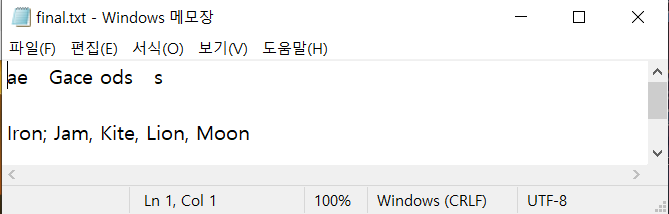 final.txt - Windows 메모장
파일(F) 편집(E) 서식(O) 보기(V) 도움말(H)
ae   Gace ods   s
Iron; Jam, Kite, Lion, Moon
Ln 1, Col 1 100% Windows (CRLF) UTF-8